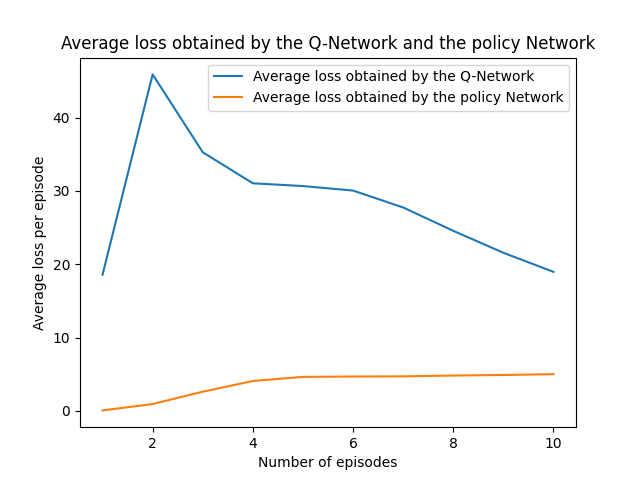 Average loss obtained by the Q-Network and the policy Network
Average loss obtained by the Q-Network
Average loss obtained by the policy Network
Average loss per episode
40
30
20
10
0
2
4
6
8
10
Number of episodes